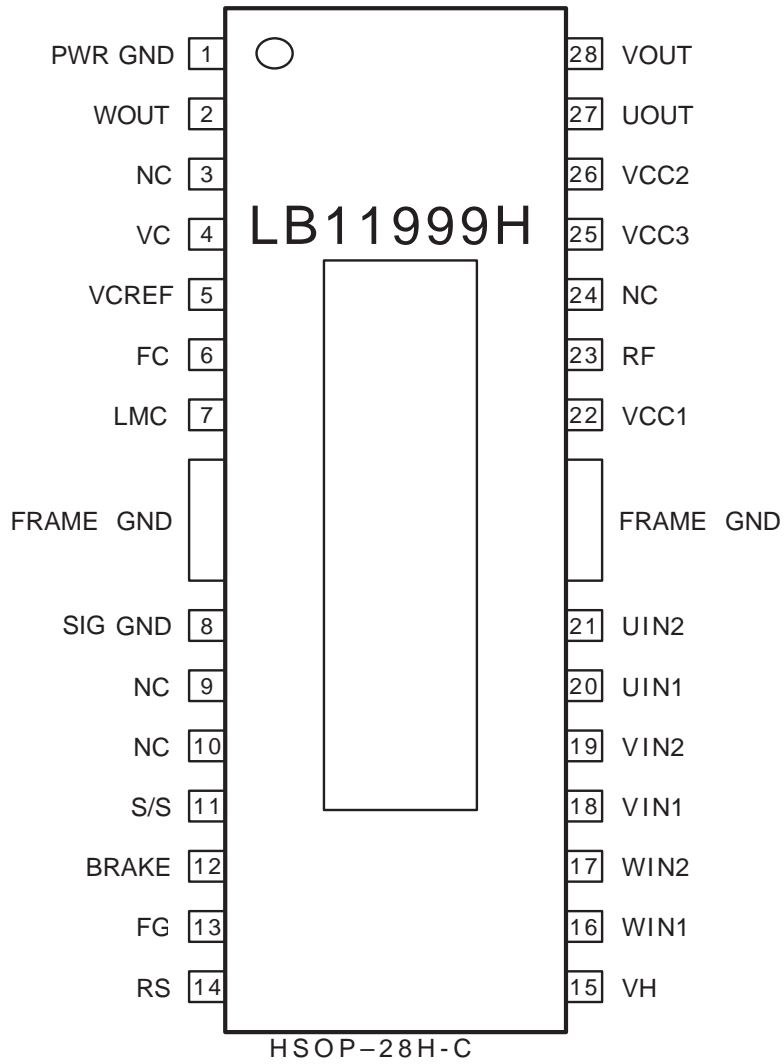 PWR GND 1 28 VOUT
WOUT 2 27 UOUT
NC 3 26 VCC2
VC 4 25 VCC3
LB11999H
VCREF 5 24 NC
FC 6 23 RF
LMC 7 22 VCC1
FRAME GND FRAME GND
SIG GND 8 21 UIN2
NC 9 20 UIN1
NC 10 19 VIN2
S/S 11 18 VIN1
BRAKE 12 17 WIN2
FG 13 16 WIN1
RS 14 15 VH
HSOP–28H-C